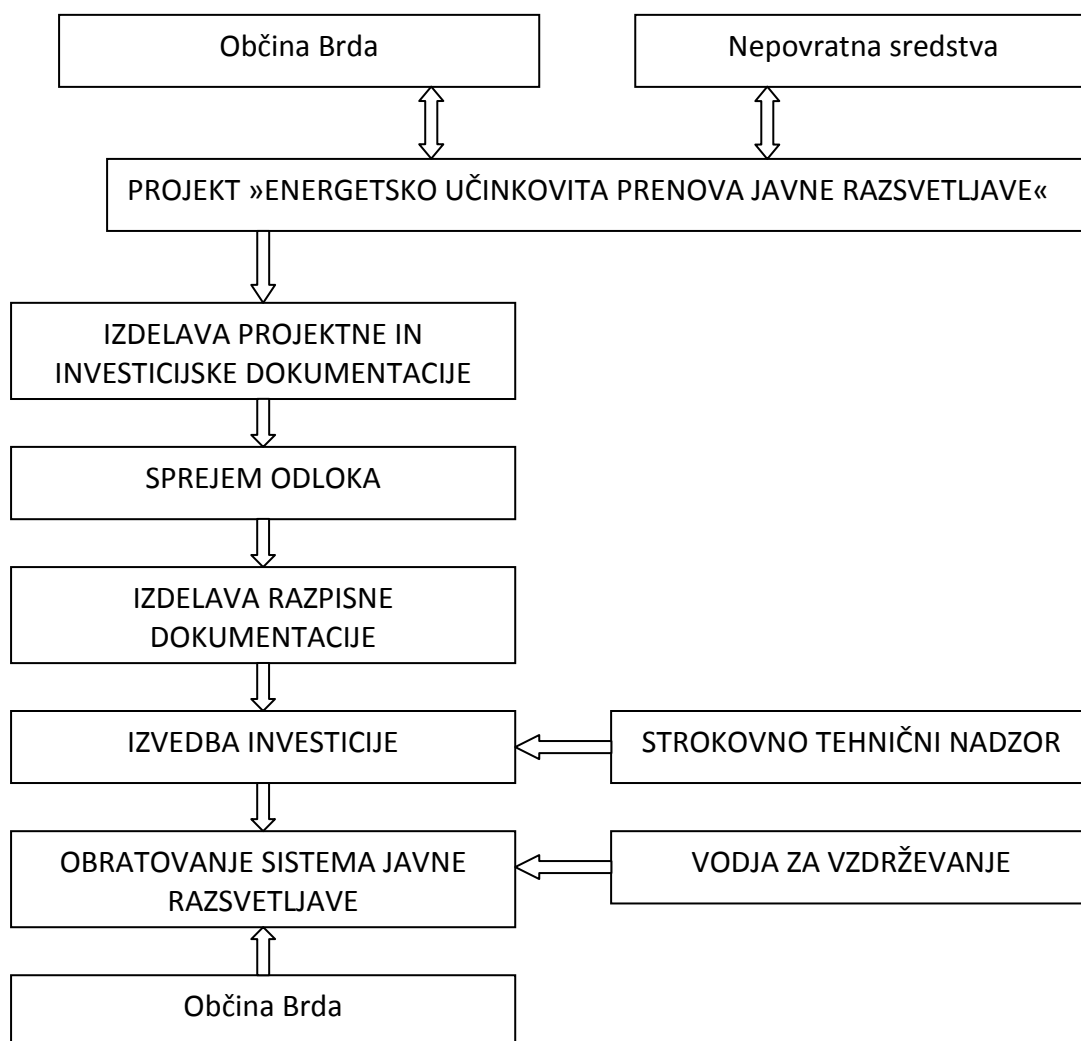 Občina Brda
Nepovratna sredstva
PROJEKT »ENERGETSKO UČINKOVITA PRENOVA JAVNE RAZSVETLJAVE«
IZDELAVA PROJEKTNE IN
INVESTICIJSKE DOKUMENTACIJE
SPREJEM ODLOKA
IZDELAVA RAZPISNE
DOKUMENTACIJE
IZVEDBA INVESTICIJE
STROKOVNO TEHNIČNI NADZOR
OBRATOVANJE SISTEMA JAVNE
RAZSVETLJAVE
VODJA ZA VZDRŽEVANJE
Občina Brda